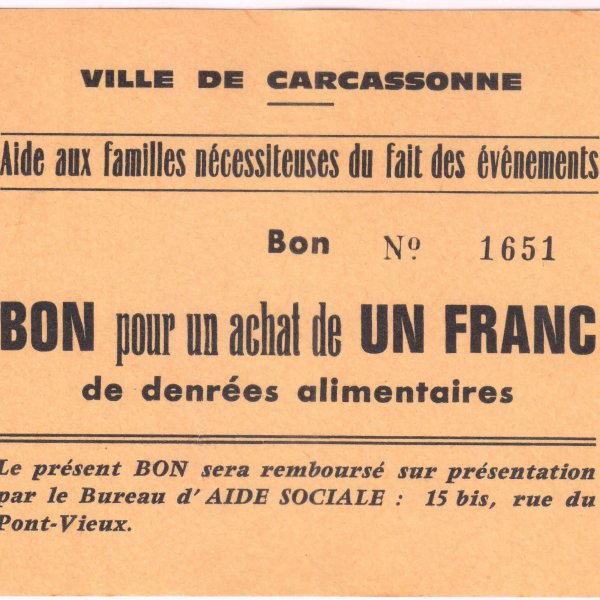 VILLE DE CARCASSONNE
Aide aux familles nécessiteuses du fait des événements
Bon Nº 1651
BON pour un achat de UN FRANC
de denrées alimentaires
Le présent BON sera remboursé sur présentation
par le Bureau d'AIDE SOCIALE : 15 bis, rue du
Pont-Vieux.